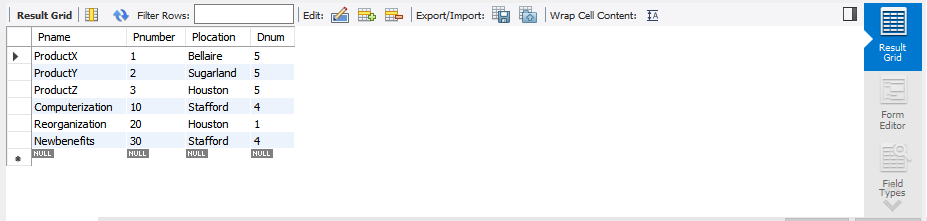 Result Grid Filter Rows: Edit: Export/Import: Wrap Cell Content: IA
Pname Pnumber Plocation Dnum
ProductX 1 Bellaire 5
ProductY 2 Sugarland 5
ProductZ 3 Houston 5
Computerization 10 Stafford 4
Reorganization 20 Houston 1
Newbenefits 30 Stafford 4
NULL NULL NULL NULL
Result
Grid
Form
Editor
Field
Types